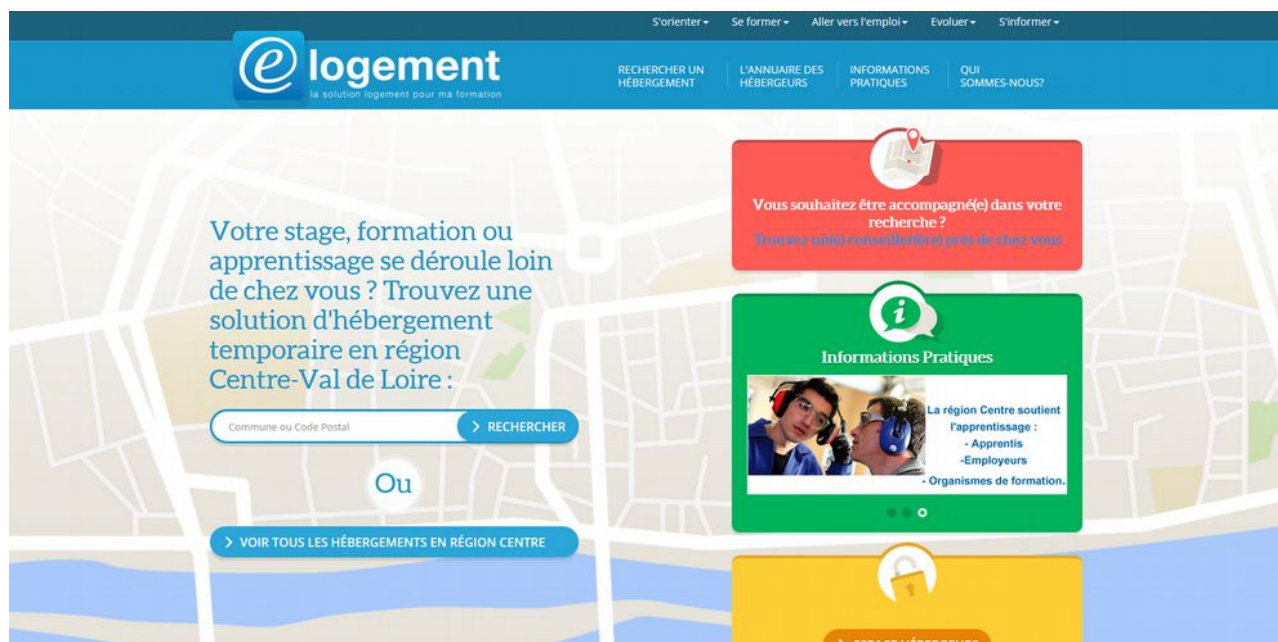 S'orienter
Se former
Aller vers l'emploi
Evoluer
S'informer
e logement
la solution logement pour ma formation
RECHERCHER UN
HÉBERGEMENT
L'ANNUAIRE DES
HÉBERGEURS
INFORMATIONS
PRATIQUES
QUI
SOMMES-NOUS?
Votre stage, formation ou
apprentissage se déroule loin
de chez vous ? Trouvez une
solution d'hébergement
temporaire en région
Centre-Val de Loire :
Commune ou Code Postal
RECHERCHER
Ou
VOIR TOUS LES HÉBERGEMENTS EN RÉGION CENTRE
Vous souhaitez être accompagné(e) dans votre
recherche ?
Trouvez un(e) conseiller(ère) près de chez vous
i
Informations Pratiques
La région Centre soutient
l'apprentissage :
- Apprentis
-Employeurs
- Organismes de formation.
ESPACE HÉBERGEURS